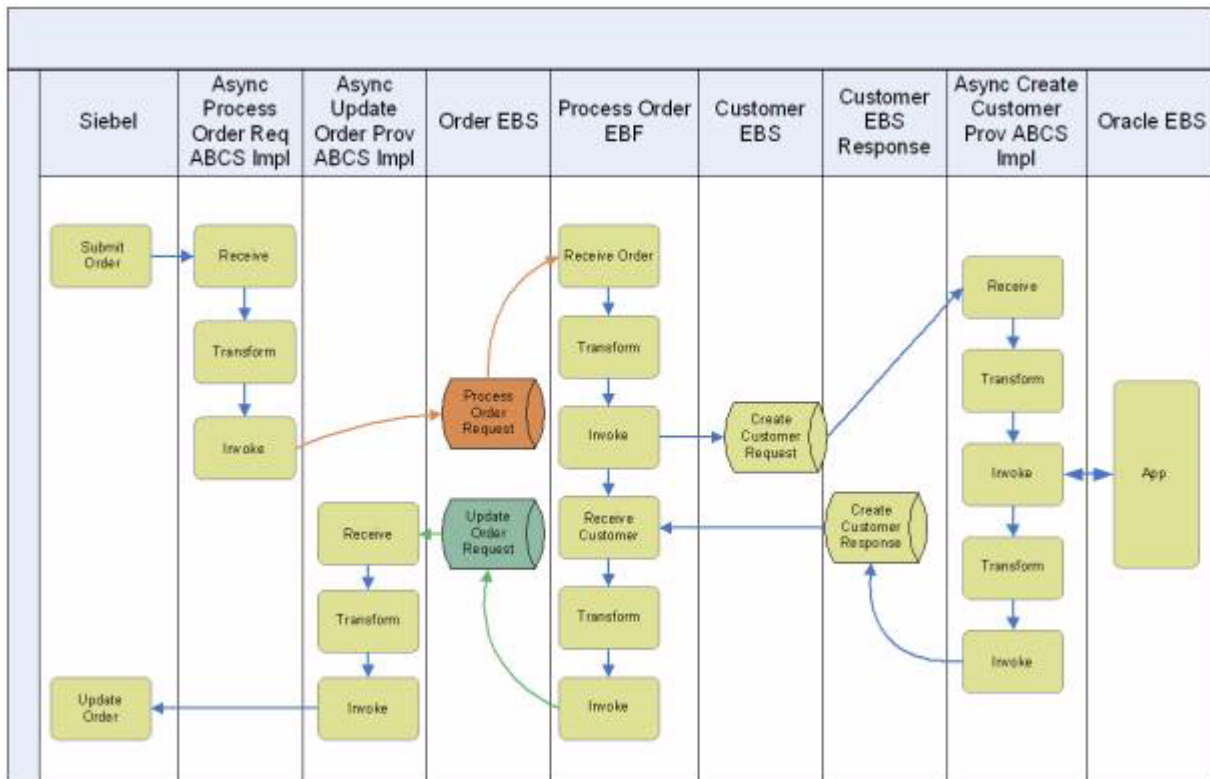 Siebel
Async
Process
Order Req
ABCS Impl
Async
Update
Order Prov
ABCS Impl
Order EBS
Process Order
EBF
Customer
EBS
Customer
EBS
Response
Async Create
Customer
Prov ABCS
Impl
Oracle EBS
Submit
Order
Receive
Transform
Invoke
Process
Order
Request
Receive Order
Transform
Invoke
Create
Customer
Request
Receive
Transform
Invoke
App
Transform
Invoke
Create
Customer
Response
Receive
Customer
Transform
Invoke
Update
Order
Request
Receive
Transform
Invoke
Update
Order